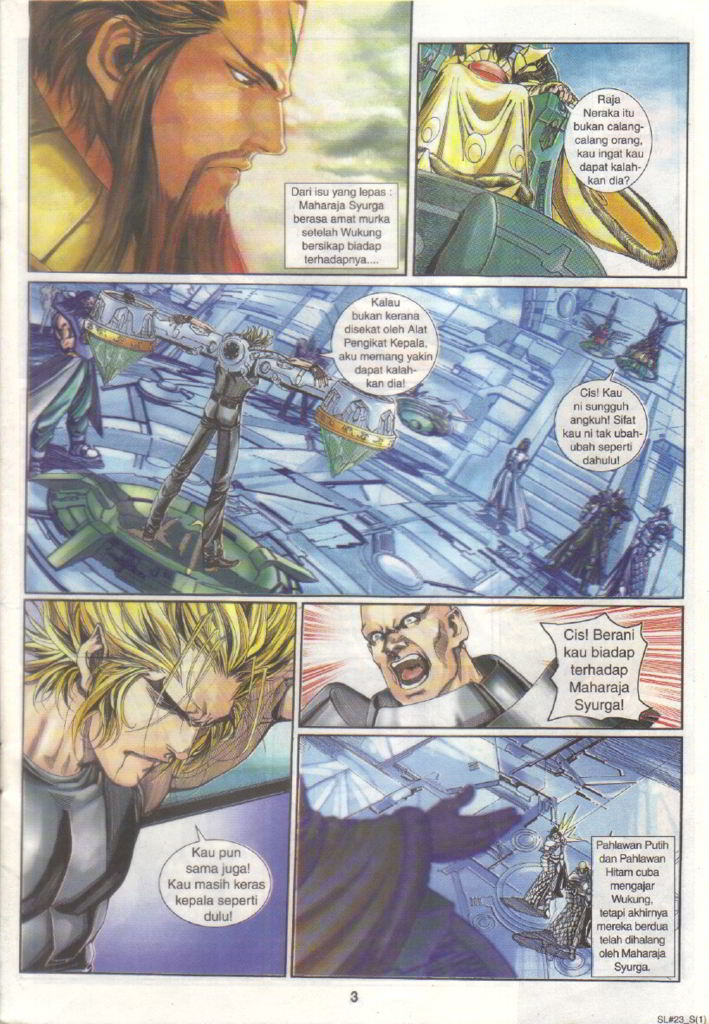 Dari isu yang lepas :
Maharaja Syurga
berasa amat murka
setelah Wukung
bersikap biadap
terhadapnya....
Raja
Neraka itu
bukan calang-
calang orang,
kau ingat kau
dapat kalah-
kan dia?
Kalau
bukan kerana
disekat oleh Alat
Pengikat Kepala,
aku memang yakin
dapat kalah-
kan dia!
Cis! Kau
ni sungguh
angkuh! Sifat
kau ni tak ubah-
ubah seperti
dahulu!
Kau pun
sama juga!
Kau masih keras
kepala seperti
dulu!
Cis! Berani
kau biadap
terhadap
Maharaja
Syurga!
Pahlawan Putih
dan Pahlawan
Hitam cuba
mengajar
Wukung,
tetapi akhirnya
mereka berdua
telah dihalang
oleh Maharaja
Syurga.
3
SL#23_S(1)